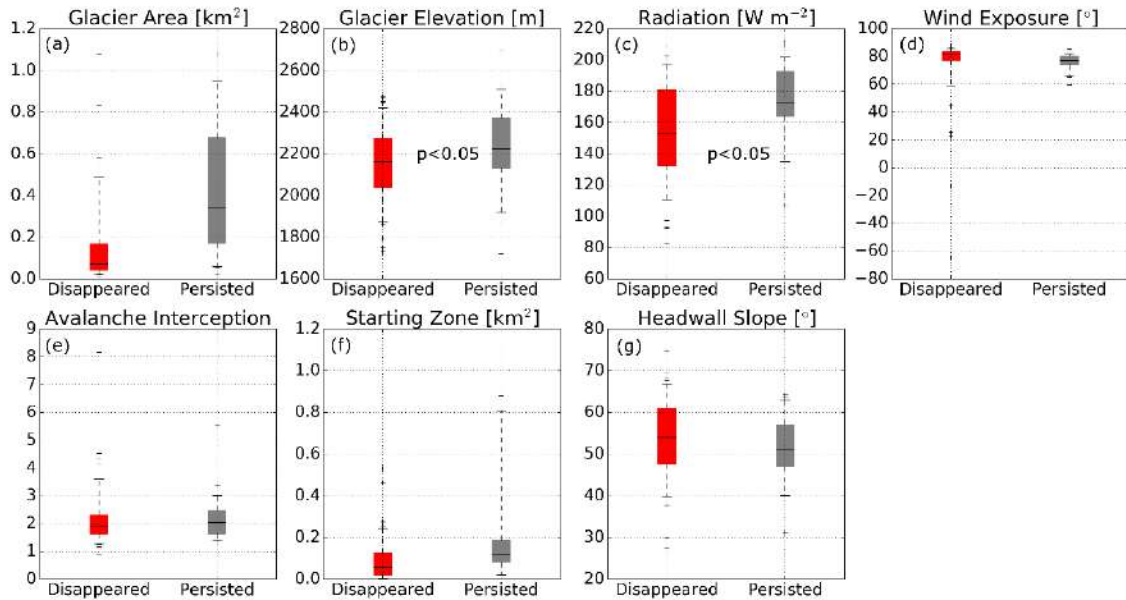 Glacier Area [km²]
(a)
1.2
1.0
0.8
0.6
0.4
0.2
0.0
Disappeared Persisted
Glacier Elevation [m]
(b)
2800
2600
2400
2200
2000
1800
1600
p<0.05
Disappeared Persisted
Radiation [W m⁻²]
(c)
220
200
180
160
140
120
100
80
60
p<0.05
Disappeared Persisted
Wind Exposure [°]
(d)
100
80
60
40
20
0
−20
−40
−60
−80
Disappeared Persisted
Avalanche Interception
(e)
9
8
7
6
5
4
3
2
1
0
Disappeared Persisted
Starting Zone [km²]
(f)
1.2
1.0
0.8
0.6
0.4
0.2
0.0
Disappeared Persisted
Headwall Slope [°]
(g)
80
70
60
50
40
30
20
Disappeared Persisted